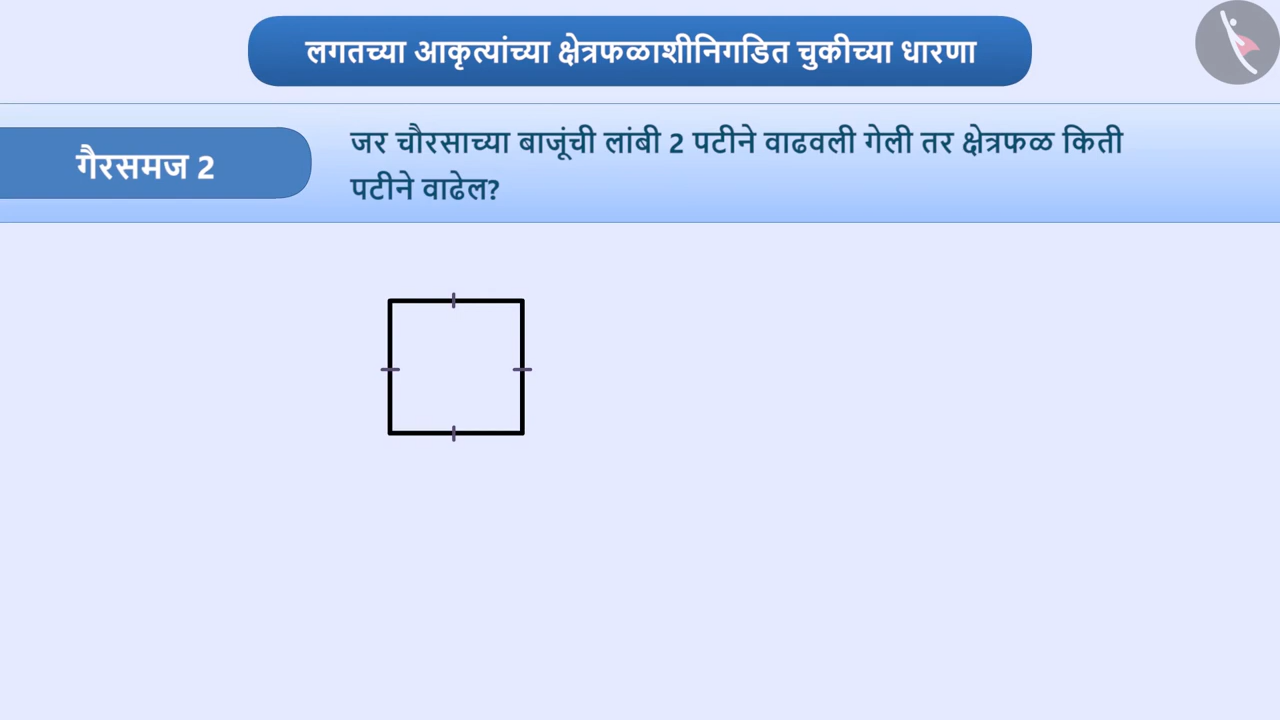 लगतच्या आकृत्यांच्या क्षेत्रफळाशीनिगडित चुकीच्या धारणा
गैरसमज 2
जर चौरसाच्या बाजूंची लांबी 2 पटीने वाढवली गेली तर क्षेत्रफळ किती
पटीने वाढेल?